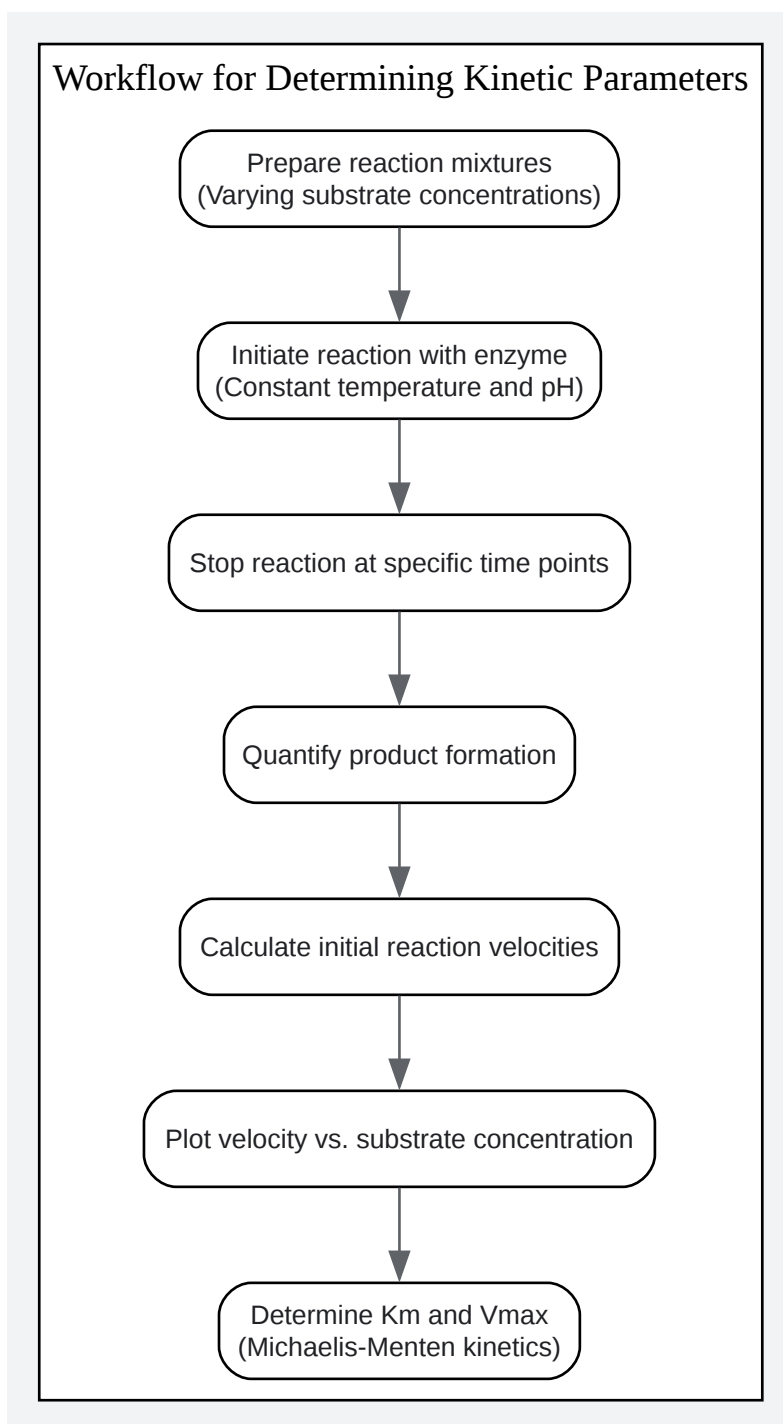 Workflow for Determining Kinetic Parameters
Prepare reaction mixtures
(Varying substrate concentrations)
Initiate reaction with enzyme
(Constant temperature and pH)
Stop reaction at specific time points
Quantify product formation
Calculate initial reaction velocities
Plot velocity vs. substrate concentration
Determine Km and Vmax
(Michaelis-Menten kinetics)